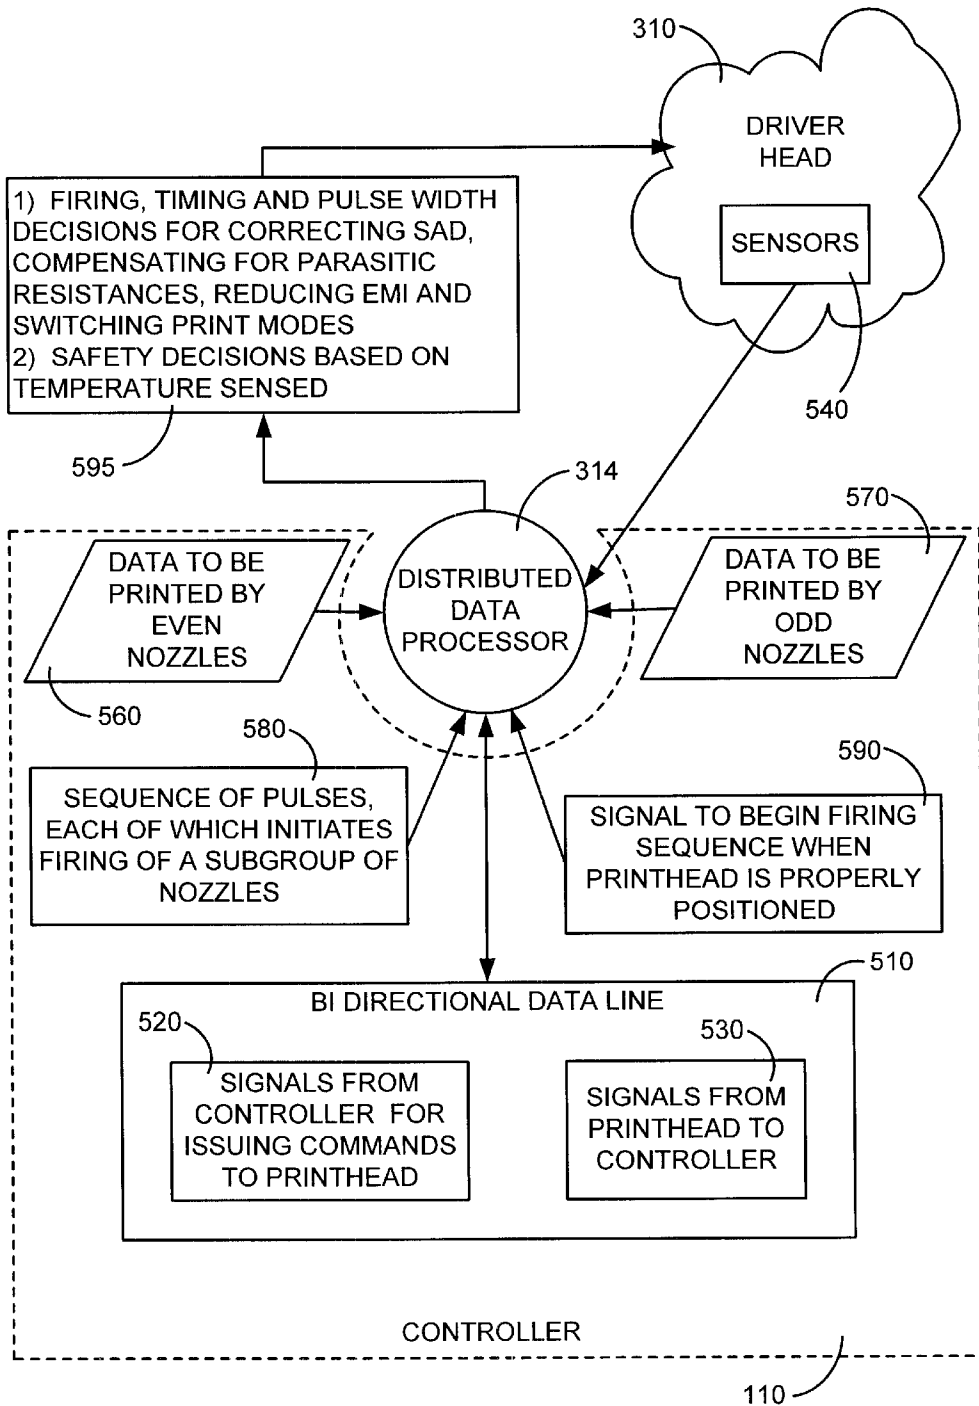 310
DRIVER
HEAD
SENSORS
540
1) FIRING, TIMING AND PULSE WIDTH
DECISIONS FOR CORRECTING SAD,
COMPENSATING FOR PARASITIC
RESISTANCES, REDUCING EMI AND
SWITCHING PRINT MODES
2) SAFETY DECISIONS BASED ON
TEMPERATURE SENSED
595
314
570
DATA TO BE
PRINTED BY
EVEN
NOZZLES
560
DISTRIBUTED
DATA
PROCESSOR
DATA TO BE
PRINTED BY
ODD
NOZZLES
580
SEQUENCE OF PULSES,
EACH OF WHICH INITIATES
FIRING OF A SUBGROUP OF
NOZZLES
590
SIGNAL TO BEGIN FIRING
SEQUENCE WHEN
PRINTHEAD IS PROPERLY
POSITIONED
510
BI DIRECTIONAL DATA LINE
520
SIGNALS FROM
CONTROLLER FOR
ISSUING COMMANDS
TO PRINTHEAD
530
SIGNALS FROM
PRINTHEAD TO
CONTROLLER
CONTROLLER
110